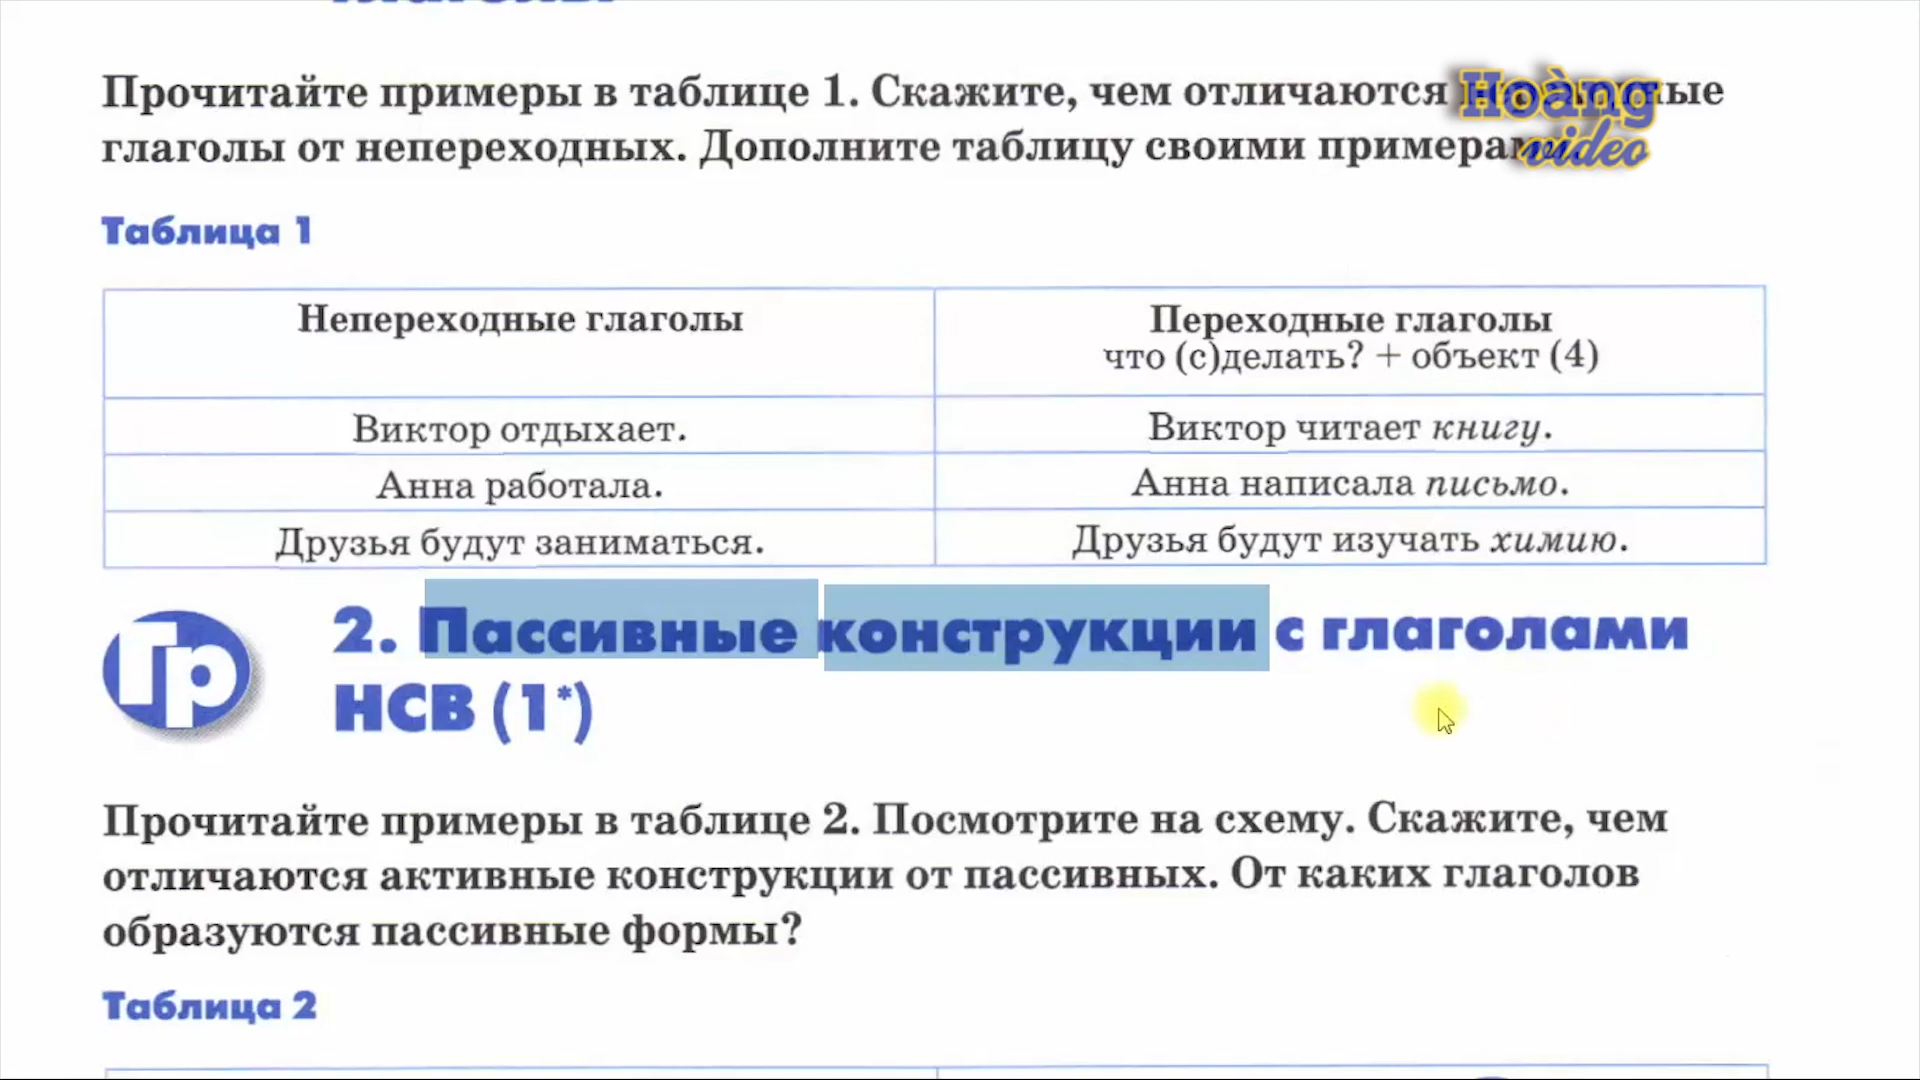 Прочитайте примеры в таблице 1. Скажите, чем отличаются
глаголы от непереходных. Дополните таблицу своими примерами.
Hoàng
video
Таблица 1
Непереходные глаголы
Переходные глаголы
что (с)делать? + объект (4)
Виктор отдыхает.
Виктор читает книгу.
Анна работала.
Анна написала письмо.
Друзья будут заниматься.
Друзья будут изучать химию.
Гр
2. Пассивные конструкции с глаголами
НСВ (1*)
Прочитайте примеры в таблице 2. Посмотрите на схему. Скажите, чем
отличаются активные конструкции от пассивных. От каких глаголов
образуются пассивные формы?
Таблица 2